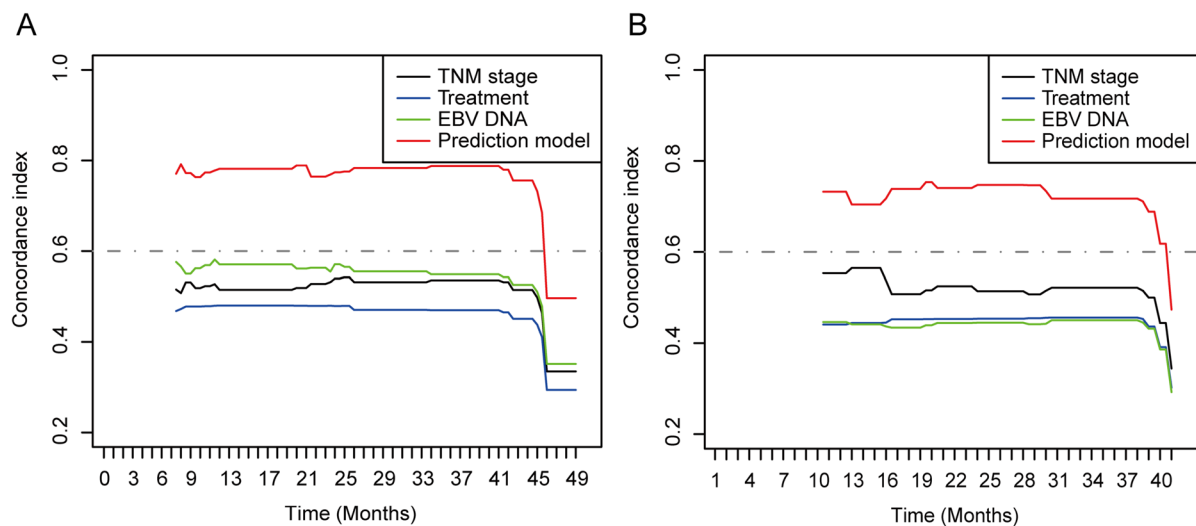 A
Concordance index
1.0
0.8
0.6
0.4
0.2
TNM stage
Treatment
EBV DNA
Prediction model
0 3 6 9 13 17 21 25 29 33 37 41 45 49
Time (Months)
B
Concordance index
1.0
0.8
0.6
0.4
0.2
TNM stage
Treatment
EBV DNA
Prediction model
1 4 7 10 13 16 19 22 25 28 31 34 37 40
Time (Months)